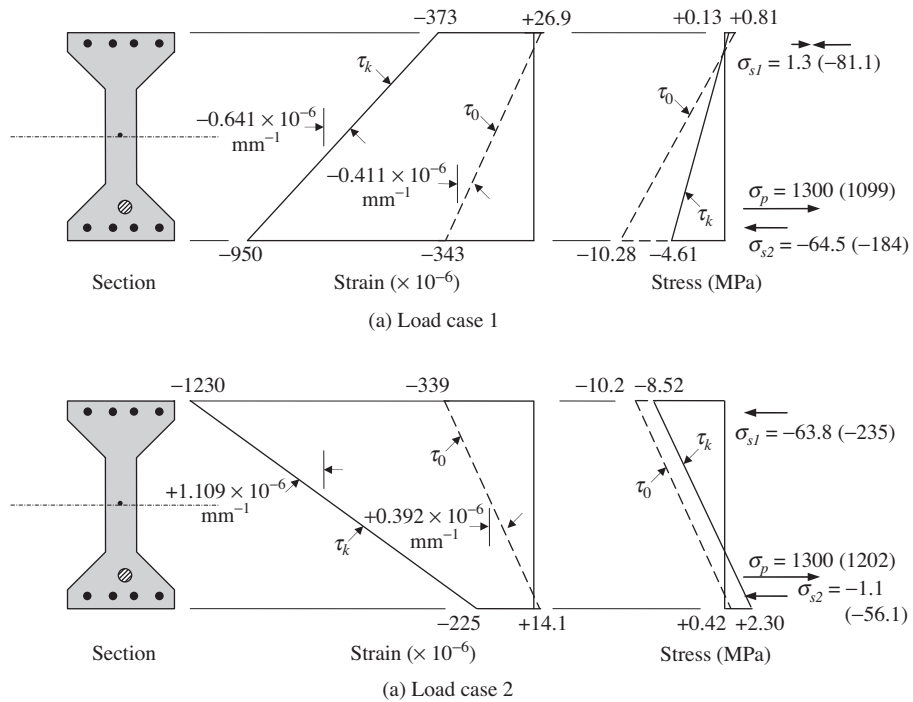 −373
+26.9
+0.13
+0.81
τk
τ0
σs1 = 1.3 (−81.1)
−0.641 × 10−6
mm−1
τ0
−0.411 × 10−6
mm−1
σp = 1300 (1099)
τk
σs2 = −64.5 (−184)
−950
−343
−10.28
−4.61
Section
Strain (× 10−6)
Stress (MPa)
(a) Load case 1
−1230
−339
−10.2
−8.52
τ0
τk
σs1 = −63.8 (−235)
τ0
+1.109 × 10−6
mm−1
+0.392 × 10−6
mm−1
τk
σp = 1300 (1202)
σs2 = −1.1
(−56.1)
−225
+14.1
+0.42
+2.30
Section
Strain (× 10−6)
Stress (MPa)
(a) Load case 2